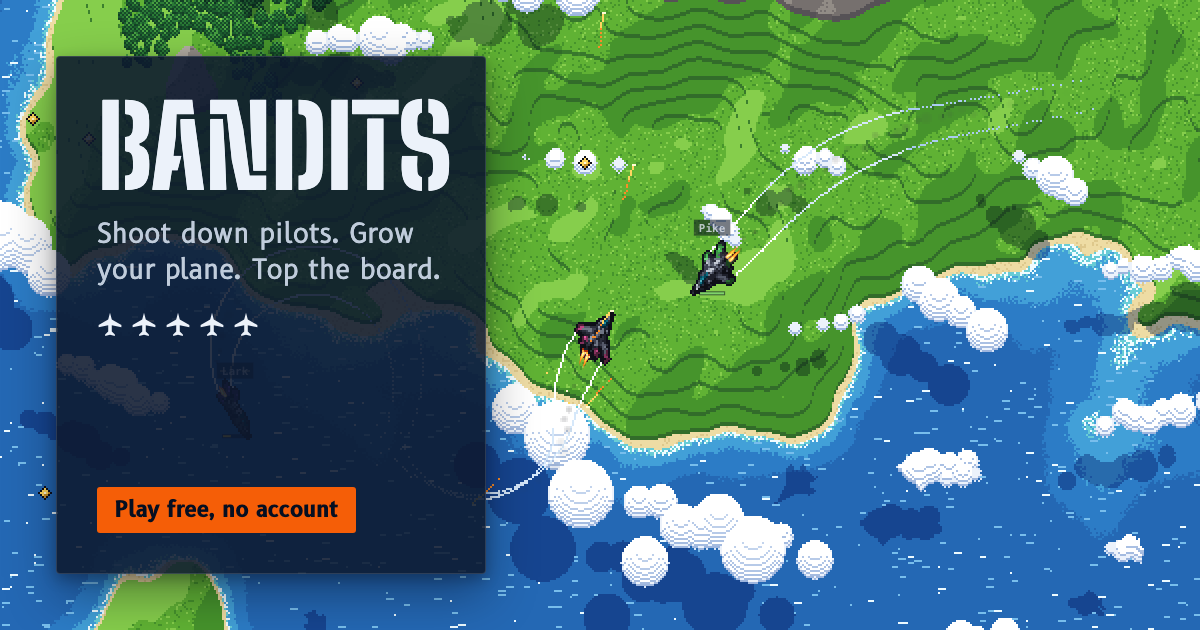 BANDITS
Shoot down pilots. Grow
your plane. Top the board.
Pike
Lark
Play free, no account